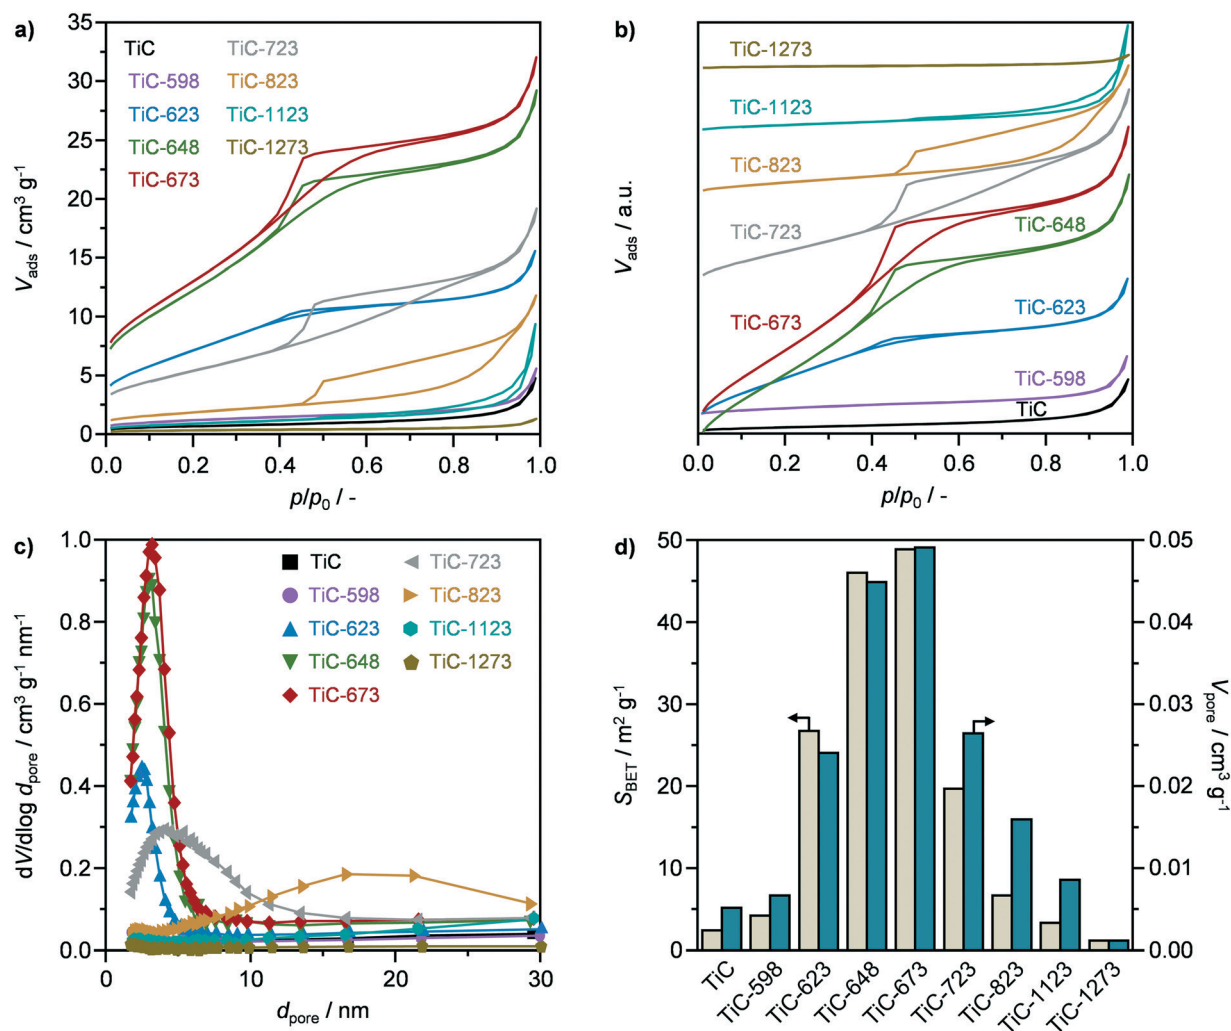 a)
35
30
25
20
15
10
5
0
V_ads / cm³ g⁻¹
TiC
TiC-598
TiC-623
TiC-648
TiC-673
TiC-723
TiC-823
TiC-1123
TiC-1273
0.0 0.2 0.4 0.6 0.8 1.0
p/p₀ / -
b)
V_ads / a.u.
TiC-1273
TiC-1123
TiC-823
TiC-723
TiC-648
TiC-673
TiC-623
TiC-598
TiC
0.0 0.2 0.4 0.6 0.8 1.0
p/p₀ / -
c)
1.0
0.8
0.6
0.4
0.2
0.0
dV/dlog d_pore / cm³ g⁻¹ nm⁻¹
TiC
TiC-598
TiC-623
TiC-648
TiC-673
TiC-723
TiC-823
TiC-1123
TiC-1273
0 10 20 30
d_pore / nm
d)
50
40
30
20
10
0
S_BET / m² g⁻¹
0.05
0.04
0.03
0.02
0.01
0.00
V_pore / cm³ g⁻¹
TiC
TiC-598
TiC-623
TiC-648
TiC-673
TiC-723
TiC-823
TiC-1123
TiC-1273